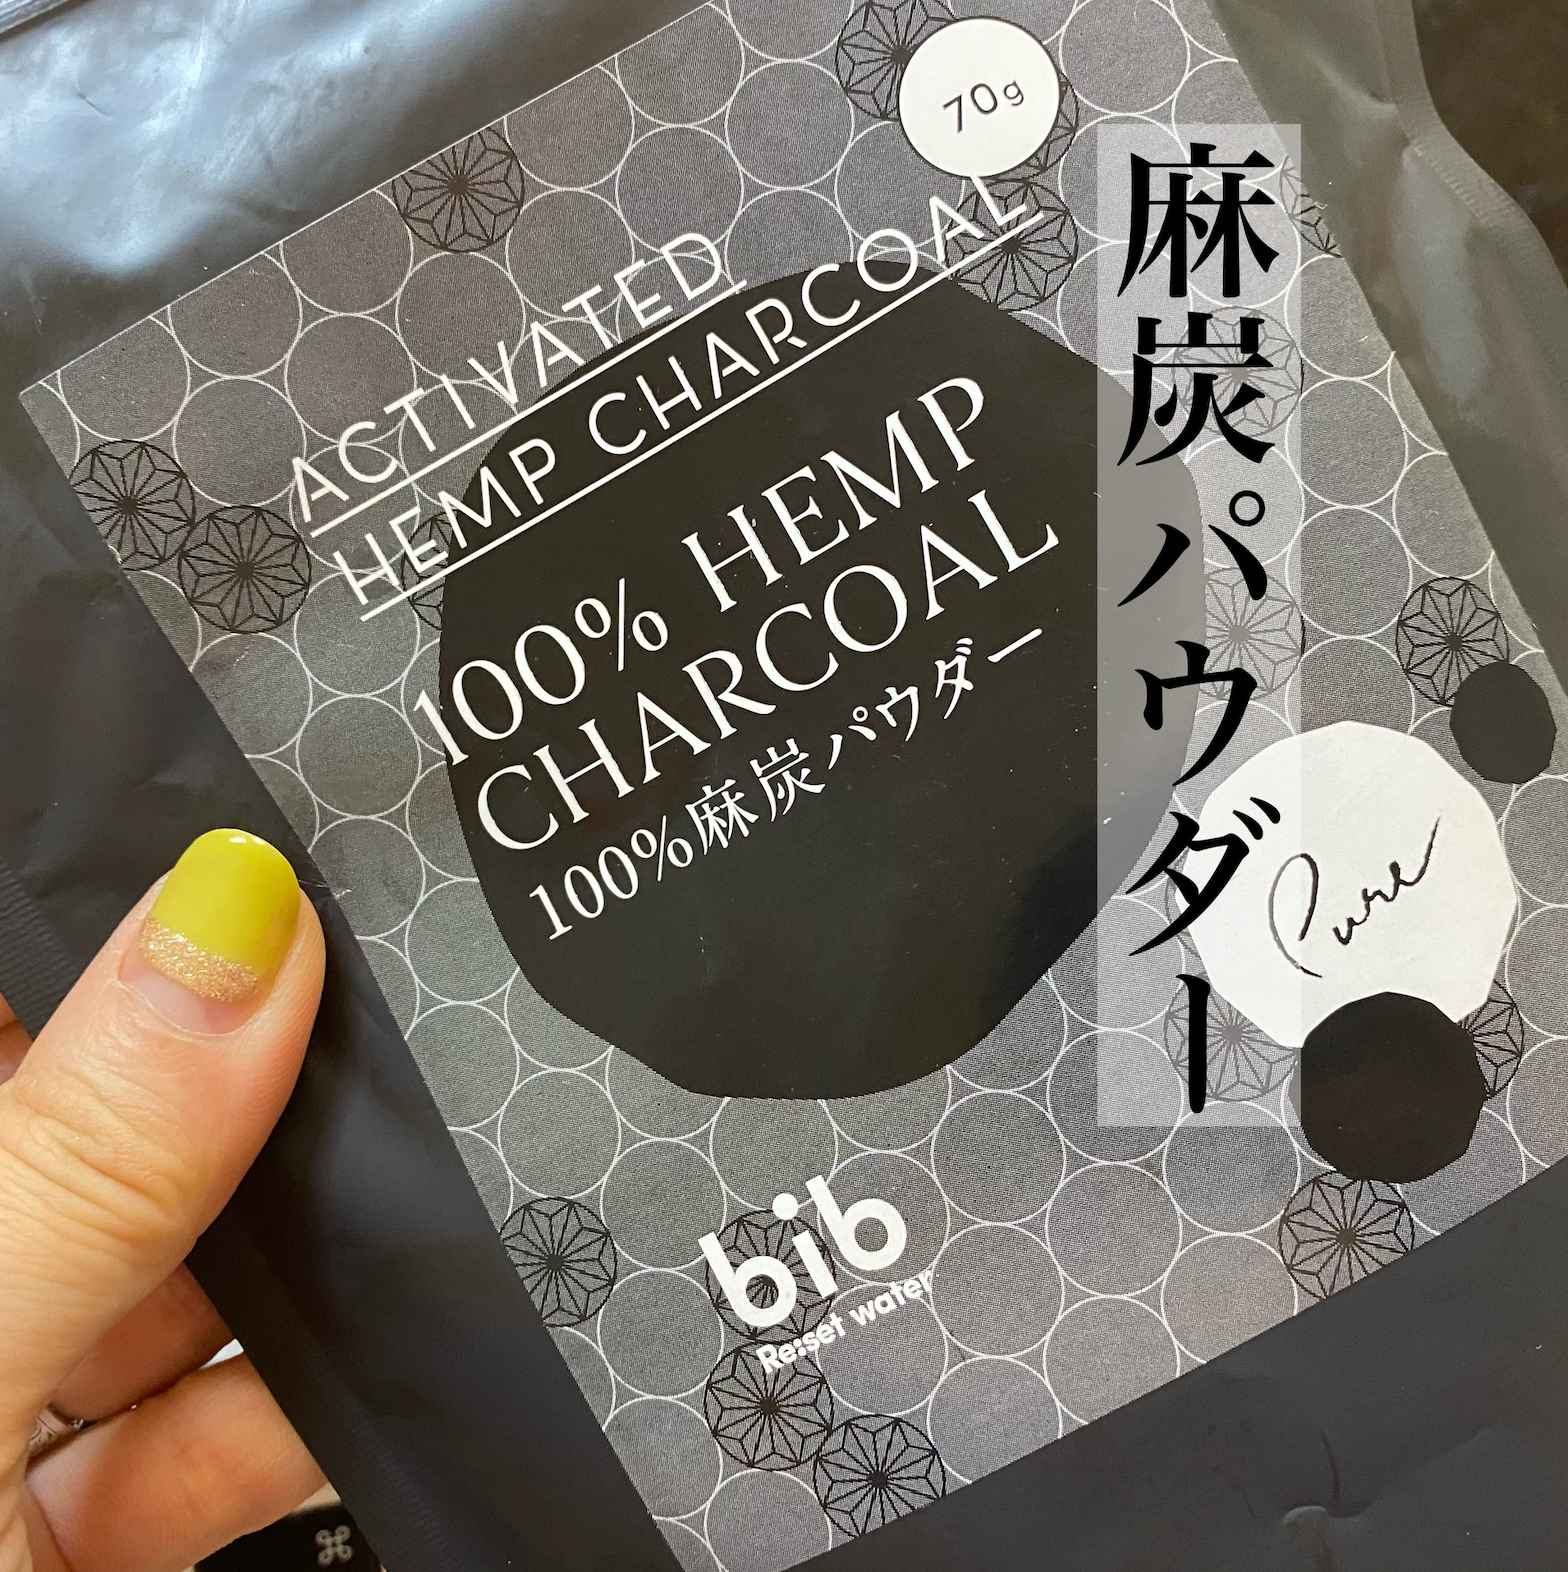 70g
ACTIVATED
HEMP CHARCOAL
100% HEMP
CHARCOAL
100%麻炭パウダー
麻炭パウダー
Pure
bib
Re:set water
⌘